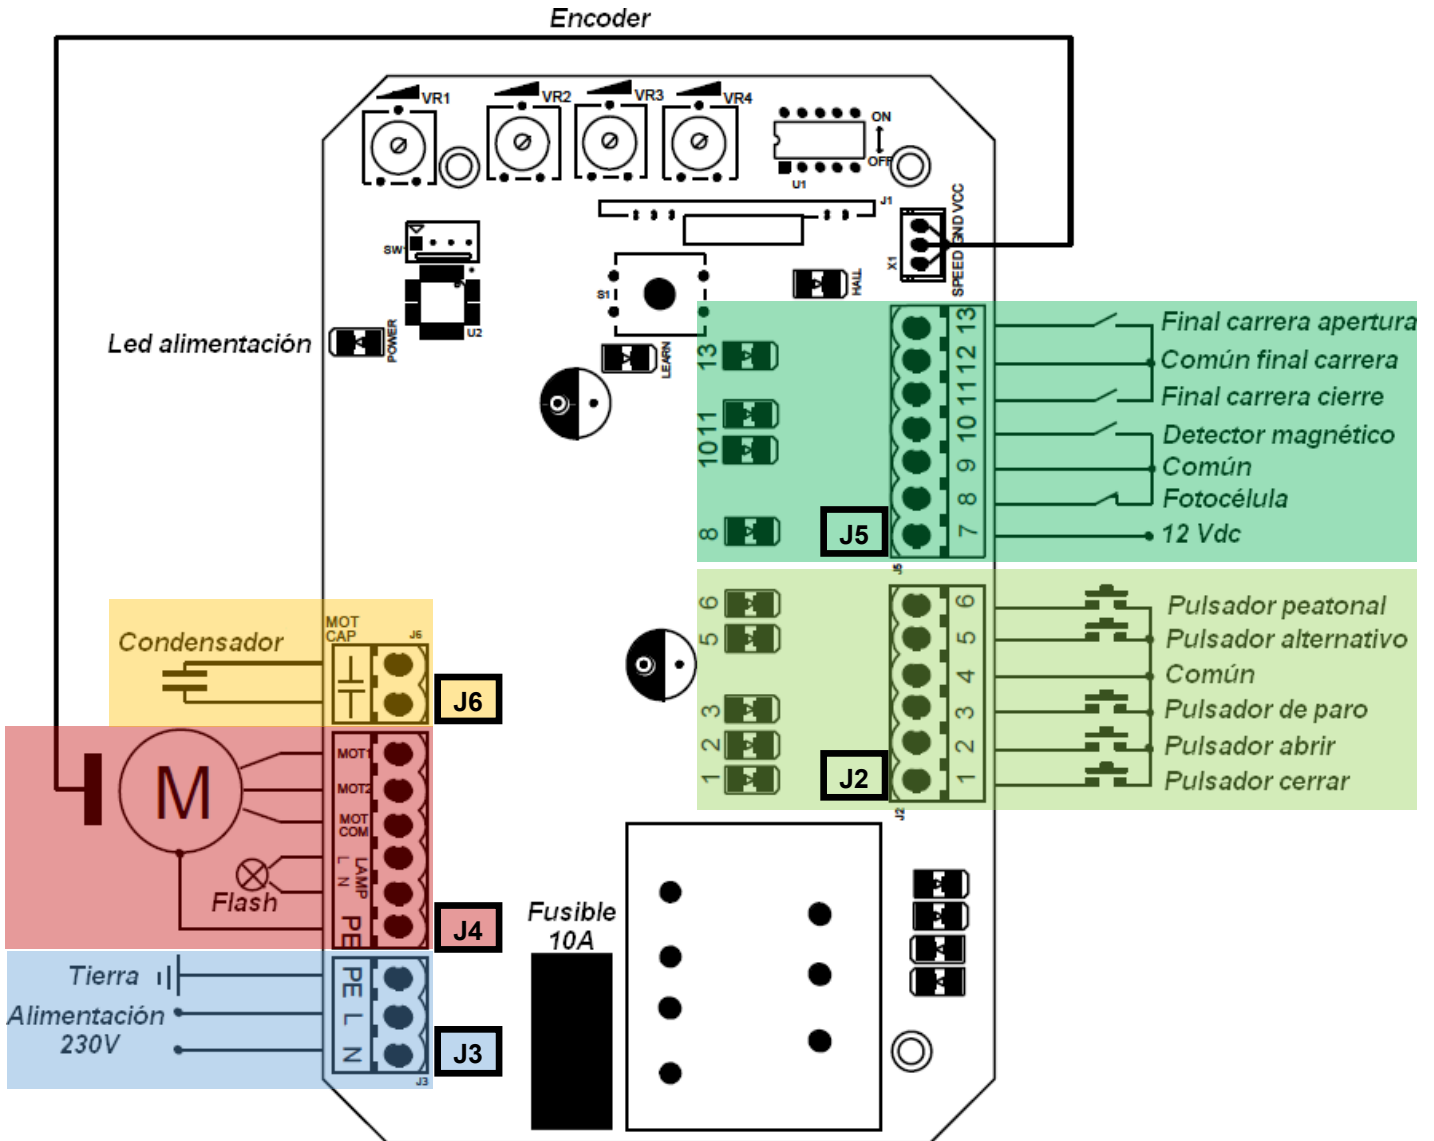 Encoder
VR1
VR2
VR3
VR4
ON
OFF
U1
J1
SW1
U2
S1
HALL
X1
SPEED GND VCC
Led alimentación
POWER
LEARN
13
11
10
8
13
12
11
10
9
8
7
J5
J5
Final carrera apertura
Común final carrera
Final carrera cierre
Detector magnético
Común
Fotocélula
12 Vdc
6
5
3
2
1
6
5
4
3
2
1
J2
J2
Pulsador peatonal
Pulsador alternativo
Común
Pulsador de paro
Pulsador abrir
Pulsador cerrar
Condensador
MOT
CAP
J6
J6
M
MOT1
MOT2
MOT
COM
L N
LAMP
PE
Flash
J4
Tierra
Alimentación
230V
PE
L
N
J3
J3
Fusible
10A